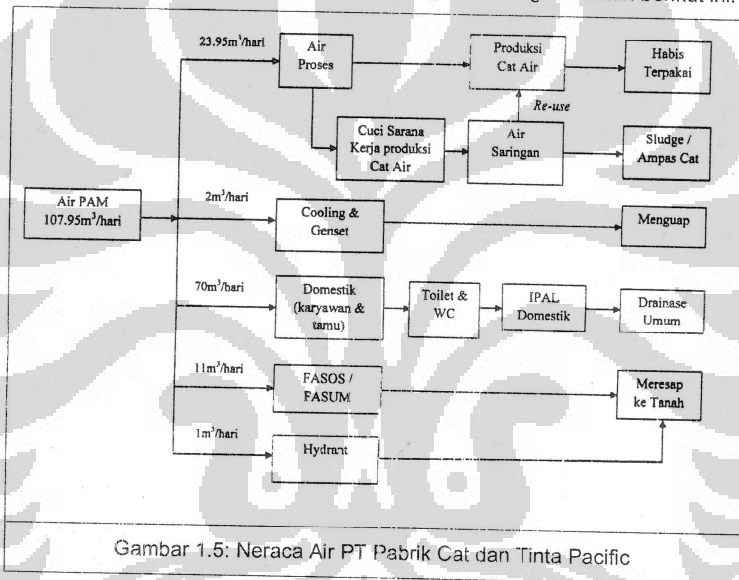 berikut ini.
23.95m³/hari
Air
Proses
Produksi
Cat Air
Habis
Terpakai
Re-use
Cuci Sarana
Kerja produksi
Cat Air
Air
Saringan
Sludge /
Ampas Cat
Air PAM
107.95m³/hari
2m³/hari
Cooling &
Genset
Menguap
70m³/hari
Domestik
(karyawan &
tamu)
Toilet &
WC
IPAL
Domestik
Drainase
Umum
11m³/hari
FASOS /
FASUM
Meresap
ke Tanah
1m³/hari
Hydrant
Gambar 1.5: Neraca Air PT Pabrik Cat dan Tinta Pacific